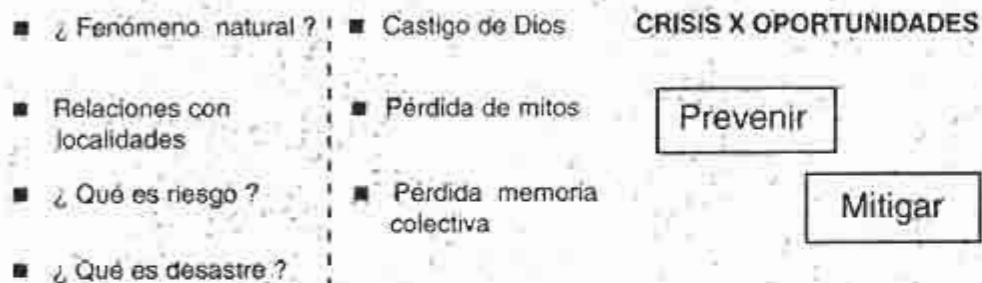 ¿ Fenómeno natural ?
Relaciones con
localidades
¿ Qué es riesgo ?
¿ Qué es desastre ?
Castigo de Dios
Pérdida de mitos
Pérdida memoria
colectiva
CRISIS X OPORTUNIDADES
Prevenir
Mitigar